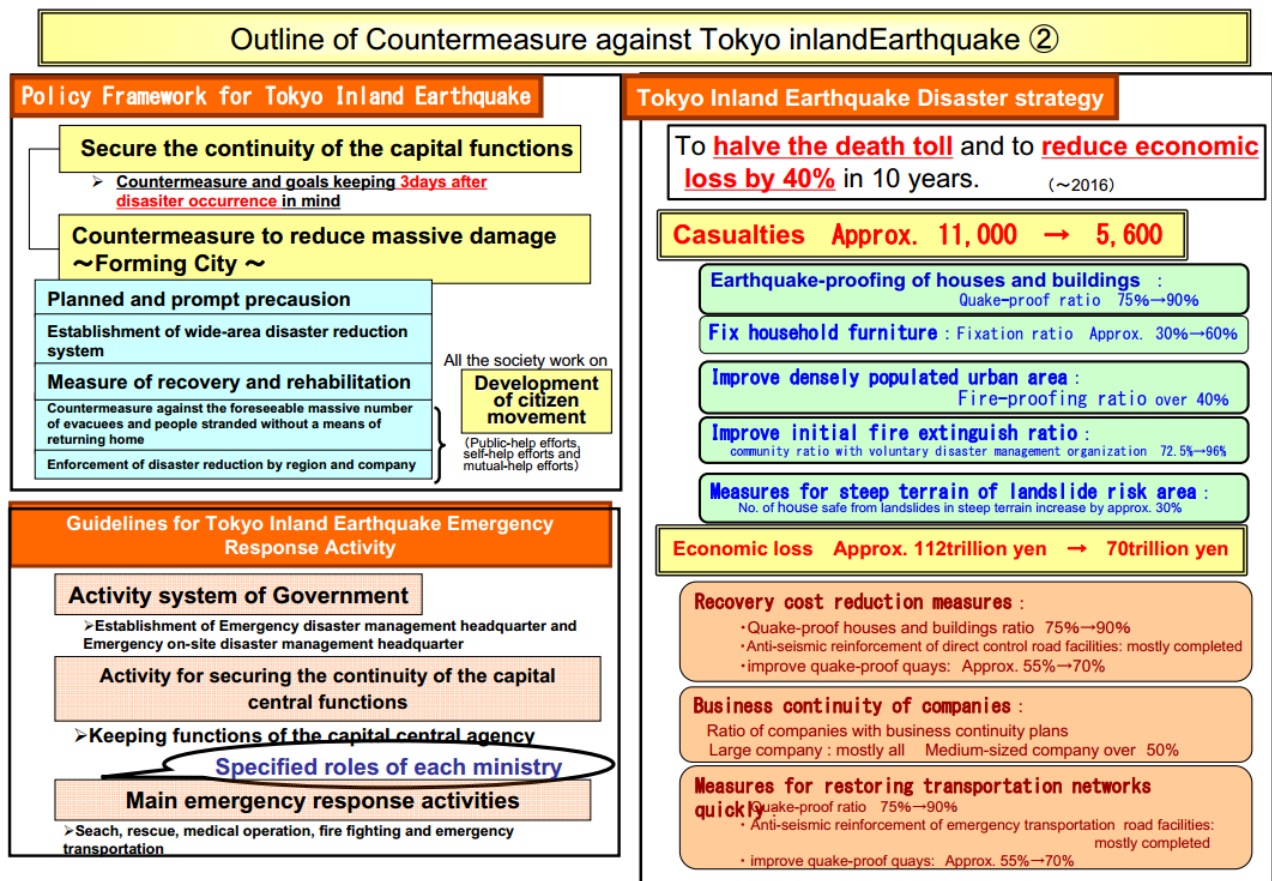 Outline of Countermeasure against Tokyo inlandEarthquake ②
Policy Framework for Tokyo Inland Earthquake
Secure the continuity of the capital functions
➢ Countermeasure and goals keeping 3days after
disasiter occurrence in mind
Countermeasure to reduce massive damage
～Forming City ～
Planned and prompt precausion
Establishment of wide-area disaster reduction
system
Measure of recovery and rehabilitation
Countermeasure against the foreseeable massive number
of evacuees and people stranded without a means of
returning home
Enforcement of disaster reduction by region and company
All the society work on
Development
of citizen
movement
(Public-help efforts,
self-help efforts and
mutual-help efforts)
Guidelines for Tokyo Inland Earthquake Emergency
Response Activity
Activity system of Government
➢Establishment of Emergency disaster management headquarter and
Emergency on-site disaster management headquarter
Activity for securing the continuity of the capital
central functions
➢Keeping functions of the capital central agency
Specified roles of each ministry
Main emergency response activities
➢Seach, rescue, medical operation, fire fighting and emergency
transportation
Tokyo Inland Earthquake Disaster strategy
To halve the death toll and to reduce economic
loss by 40% in 10 years. (～2016)
Casualties Approx. 11,000 → 5,600
Earthquake-proofing of houses and buildings :
Quake-proof ratio 75%→90%
Fix household furniture : Fixation ratio Approx. 30%→60%
Improve densely populated urban area :
Fire-proofing ratio over 40%
Improve initial fire extinguish ratio :
community ratio with voluntary disaster management organization 72.5%→96%
Measures for steep terrain of landslide risk area :
No. of house safe from landslides in steep terrain increase by approx. 30%
Economic loss Approx. 112trillion yen → 70trillion yen
Recovery cost reduction measures :
・Quake-proof houses and buildings ratio 75%→90%
・Anti-seismic reinforcement of direct control road facilities: mostly completed
・improve quake-proof quays: Approx. 55%→70%
Business continuity of companies :
Ratio of companies with business continuity plans
Large company : mostly all Medium-sized company over 50%
Measures for restoring transportation networks
quickly :
・Quake-proof ratio 75%→90%
・Anti-seismic reinforcement of emergency transportation road facilities:
mostly completed
・improve quake-proof quays: Approx. 55%→70%